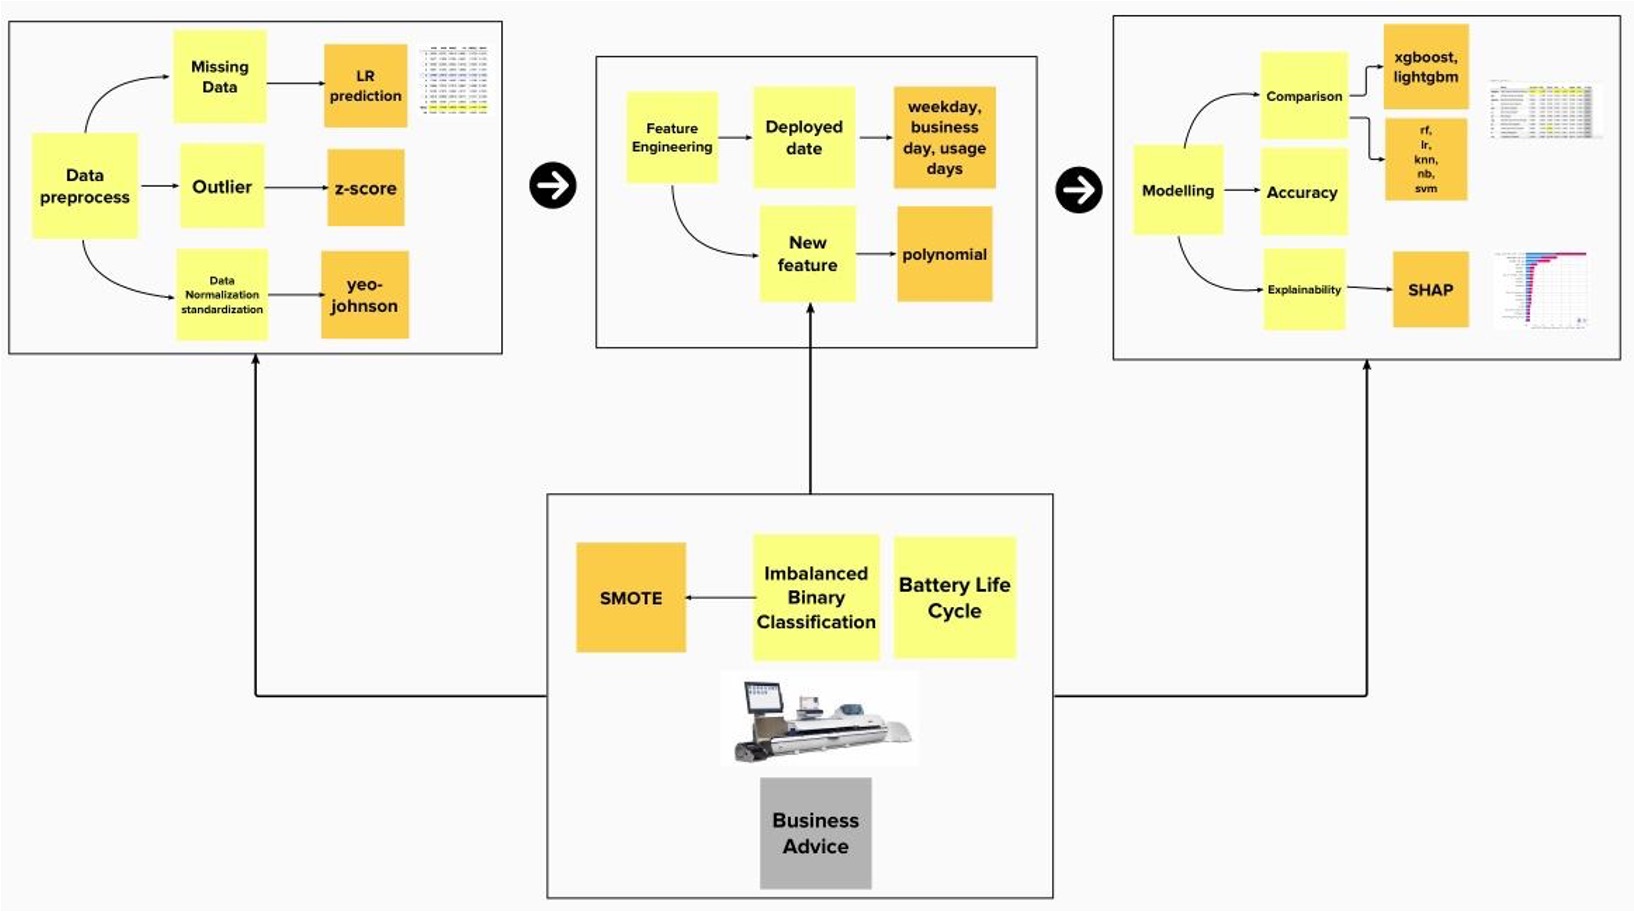 Data
preprocess
Missing
Data
LR
prediction
Outlier
z-score
Data
Normalization
standardization
yeo-
johnson
Feature
Engineering
Deployed
date
weekday,
business
day, usage
days
New
feature
polynomial
Modelling
Comparison
xgboost,
lightgbm
rf,
lr,
knn,
nb,
svm
Accuracy
Explainability
SHAP
SMOTE
Imbalanced
Binary
Classification
Battery Life
Cycle
Business
Advice